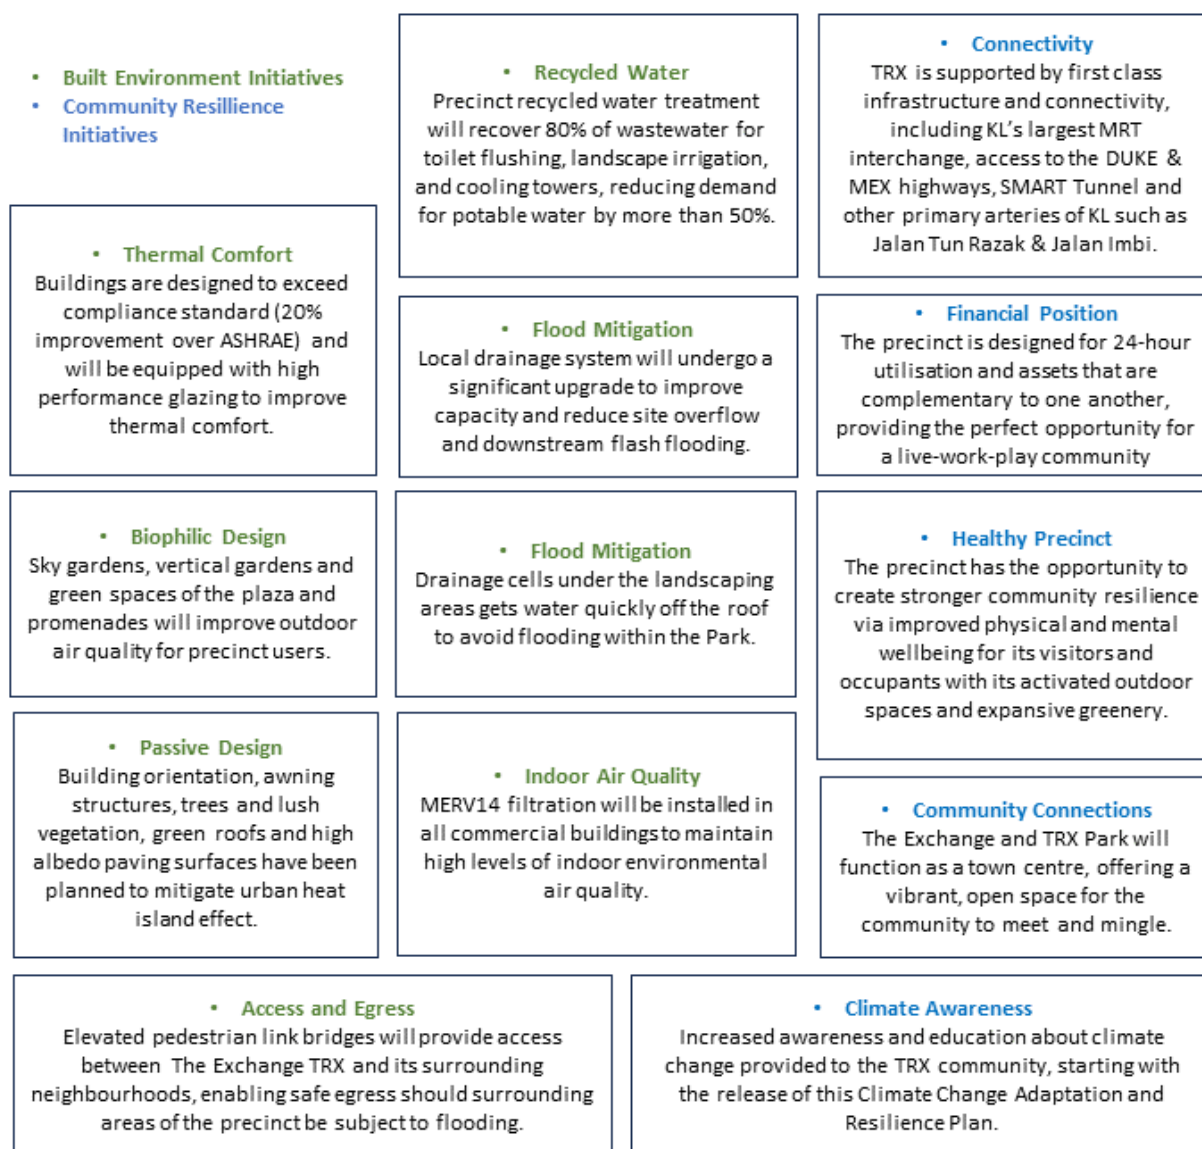 • Built Environment Initiatives
• Community Resillience
Initiatives
• Recycled Water
Precinct recycled water treatment
will recover 80% of wastewater for
toilet flushing, landscape irrigation,
and cooling towers, reducing demand
for potable water by more than 50%.
• Connectivity
TRX is supported by first class
infrastructure and connectivity,
including KL's largest MRT
interchange, access to the DUKE &
MEX highways, SMART Tunnel and
other primary arteries of KL such as
Jalan Tun Razak & Jalan Imbi.
• Thermal Comfort
Buildings are designed to exceed
compliance standard (20%
improvement over ASHRAE) and
will be equipped with high
performance glazing to improve
thermal comfort.
• Flood Mitigation
Local drainage system will undergo a
significant upgrade to improve
capacity and reduce site overflow
and downstream flash flooding.
• Financial Position
The precinct is designed for 24-hour
utilisation and assets that are
complementary to one another,
providing the perfect opportunity for
a live-work-play community
• Biophilic Design
Sky gardens, vertical gardens and
green spaces of the plaza and
promenades will improve outdoor
air quality for precinct users.
• Flood Mitigation
Drainage cells under the landscaping
areas gets water quickly off the roof
to avoid flooding within the Park.
• Healthy Precinct
The precinct has the opportunity to
create stronger community resilience
via improved physical and mental
wellbeing for its visitors and
occupants with its activated outdoor
spaces and expansive greenery.
• Passive Design
Building orientation, awning
structures, trees and lush
vegetation, green roofs and high
albedo paving surfaces have been
planned to mitigate urban heat
island effect.
• Indoor Air Quality
MERV14 filtration will be installed in
all commercial buildings to maintain
high levels of indoor environmental
air quality.
• Community Connections
The Exchange and TRX Park will
function as a town centre, offering a
vibrant, open space for the
community to meet and mingle.
• Access and Egress
Elevated pedestrian link bridges will provide access
between The Exchange TRX and its surrounding
neighbourhoods, enabling safe egress should surrounding
areas of the precinct be subject to flooding.
• Climate Awareness
Increased awareness and education about climate
change provided to the TRX community, starting with
the release of this Climate Change Adaptation and
Resilience Plan.